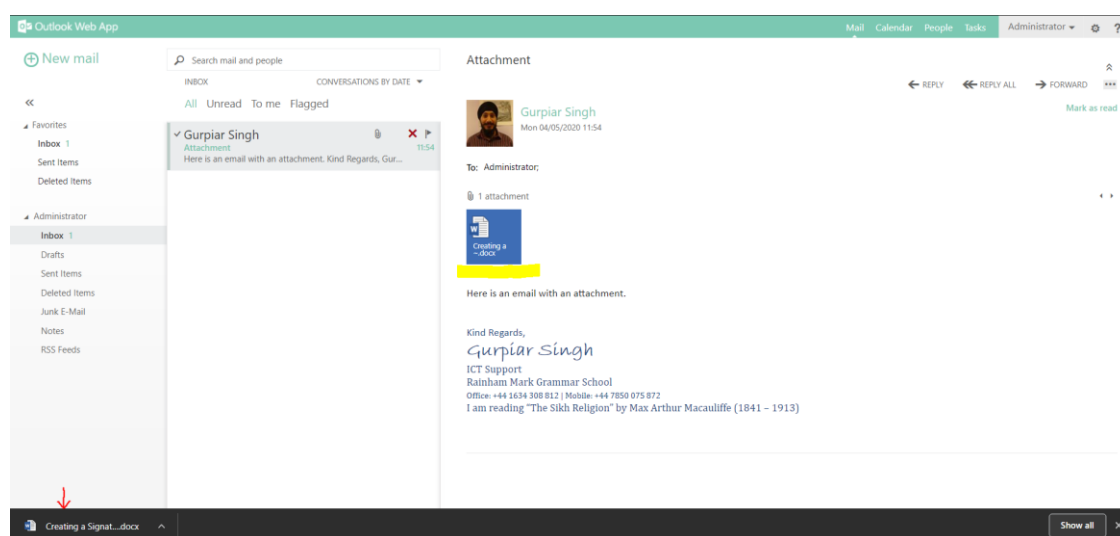 Outlook Web App
Mail Calendar People Tasks Administrator ?
New mail
Search mail and people
INBOX CONVERSATIONS BY DATE
All Unread To me Flagged
Favorites
Inbox 1
Sent Items
Deleted Items
Administrator
Inbox 1
Drafts
Sent Items
Deleted Items
Junk E-Mail
Notes
RSS Feeds
Gurpiar Singh
Attachment 11:54
Here is an email with an attachment. Kind Regards, Gur...
Attachment
REPLY REPLY ALL FORWARD ...
Mark as read
Gurpiar Singh
Mon 04/05/2020 11:54
To: Administrator;
1 attachment
W
Creating a
~.docx
Here is an email with an attachment.
Kind Regards,
Gurpiar Singh
ICT Support
Rainham Mark Grammar School
Office: +44 1634 308 812 | Mobile: +44 7850 075 872
I am reading "The Sikh Religion" by Max Arthur Macauliffe (1841 – 1913)
Creating a Signat....docx
Show all